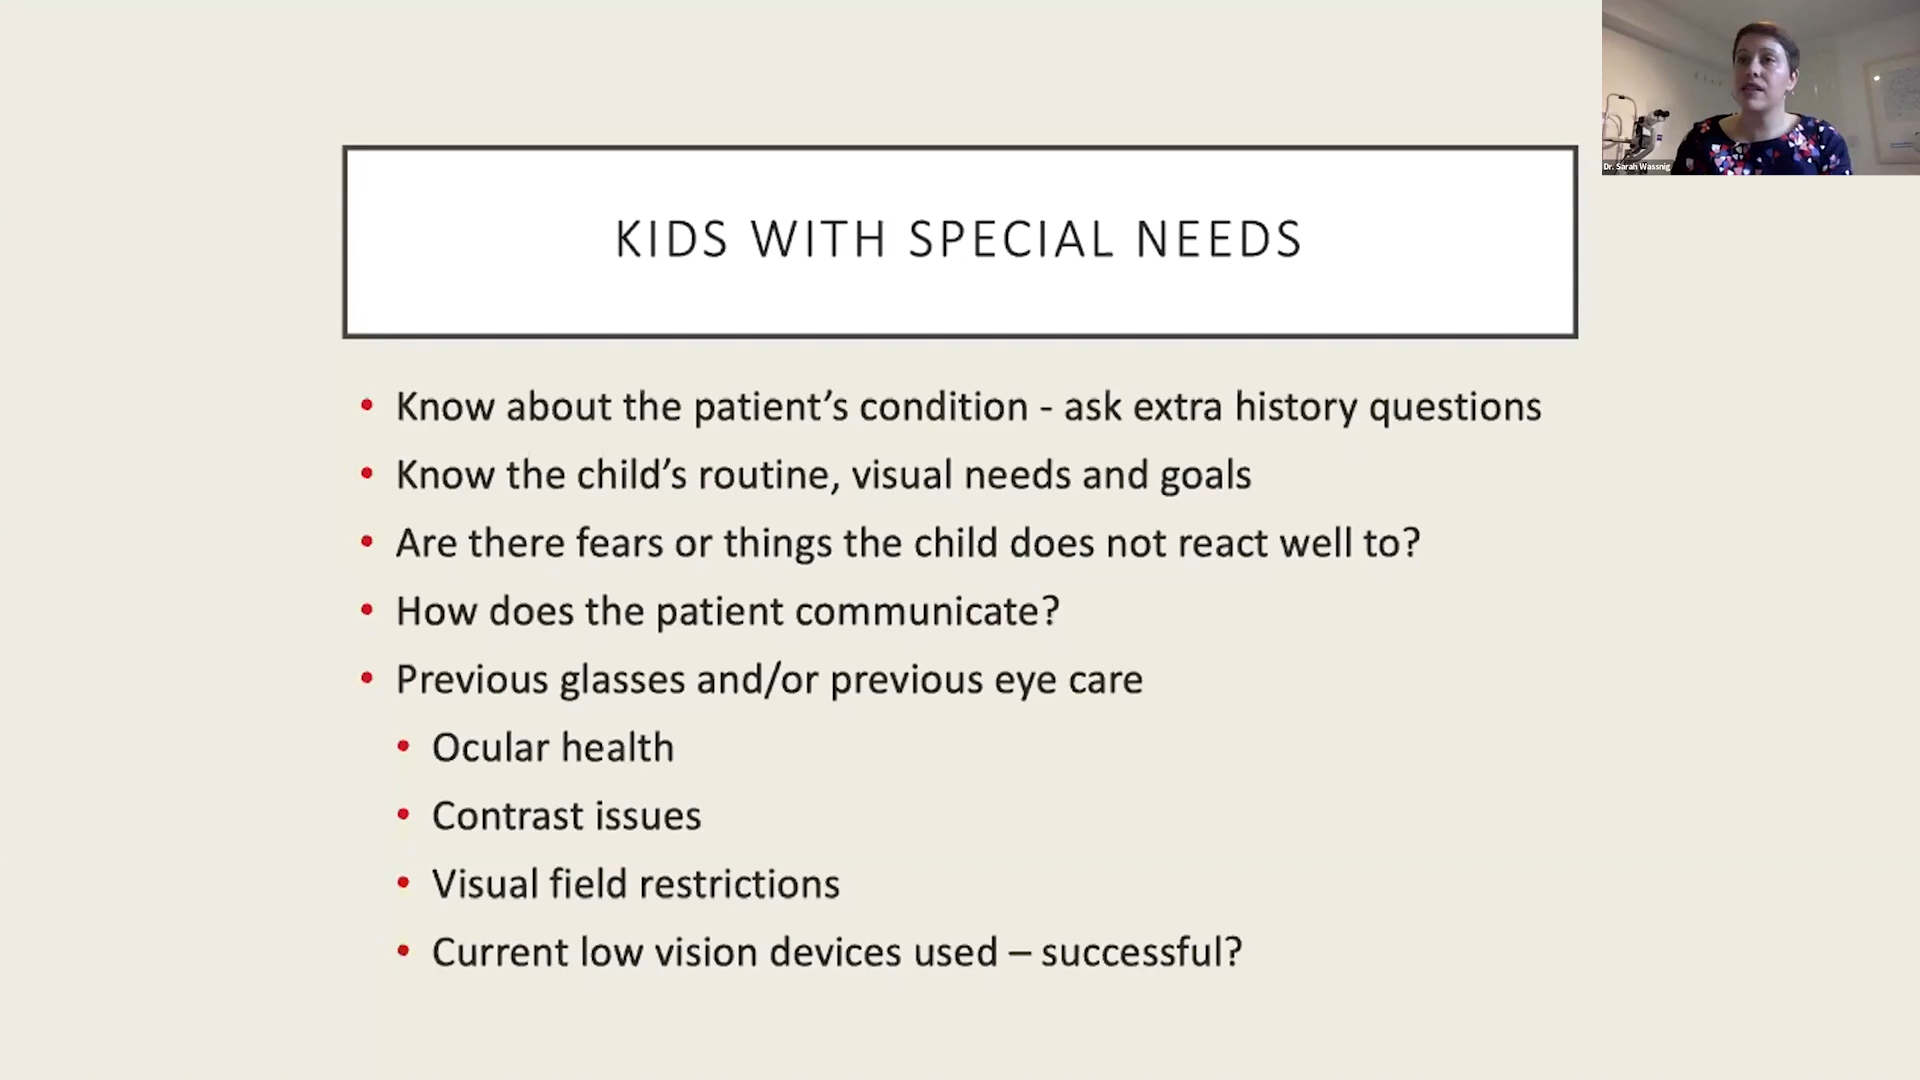 Dr. Sarah Wassnig
KIDS WITH SPECIAL NEEDS
• Know about the patient’s condition - ask extra history questions
• Know the child’s routine, visual needs and goals
• Are there fears or things the child does not react well to?
• How does the patient communicate?
• Previous glasses and/or previous eye care
• Ocular health
• Contrast issues
• Visual field restrictions
• Current low vision devices used – successful?